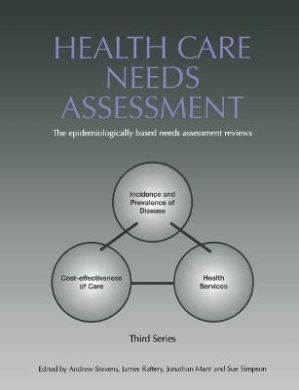 HEALTH CARE
NEEDS
ASSESSMENT
The epidemiologically based needs assessment reviews
Incidence and
Prevalence of
Disease
Cost-effectiveness
of Care
Health
Services
Third Series
Edited by Andrew Stevens, James Raftery, Jonathan Mant and Sue Simpson